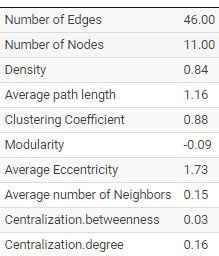 Number of Edges 46.00
Number of Nodes 11.00
Density 0.84
Average path length 1.16
Clustering Coefficient 0.88
Modularity -0.09
Average Eccentricity 1.73
Average number of Neighbors 0.15
Centralization.betweenness 0.03
Centralization.degree 0.16